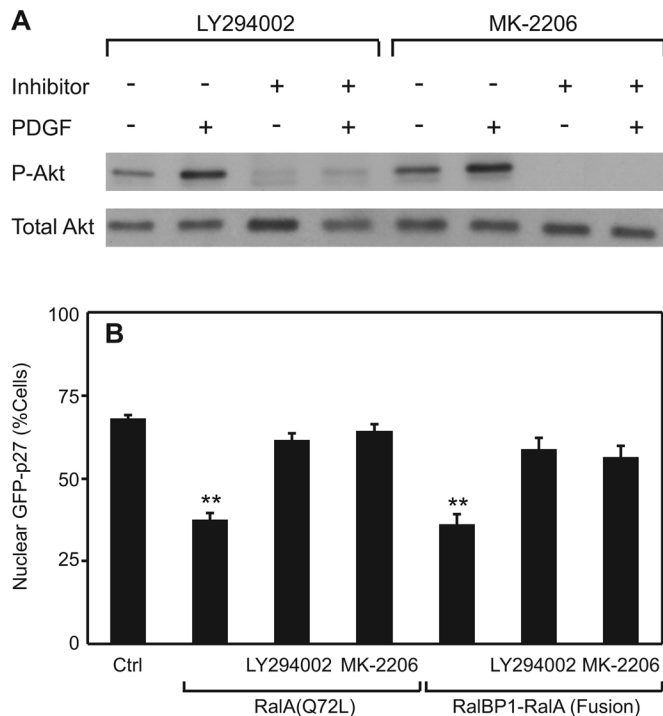 A
LY294002 MK-2206
Inhibitor - - + + - - + +
PDGF - + - + - + - +
P-Akt
Total Akt
B
Nuclear GFP-p27 (%Cells)
100
75
50
25
0
** **
Ctrl LY294002 MK-2206 LY294002 MK-2206
RalA(Q72L) RalBP1-RalA (Fusion)